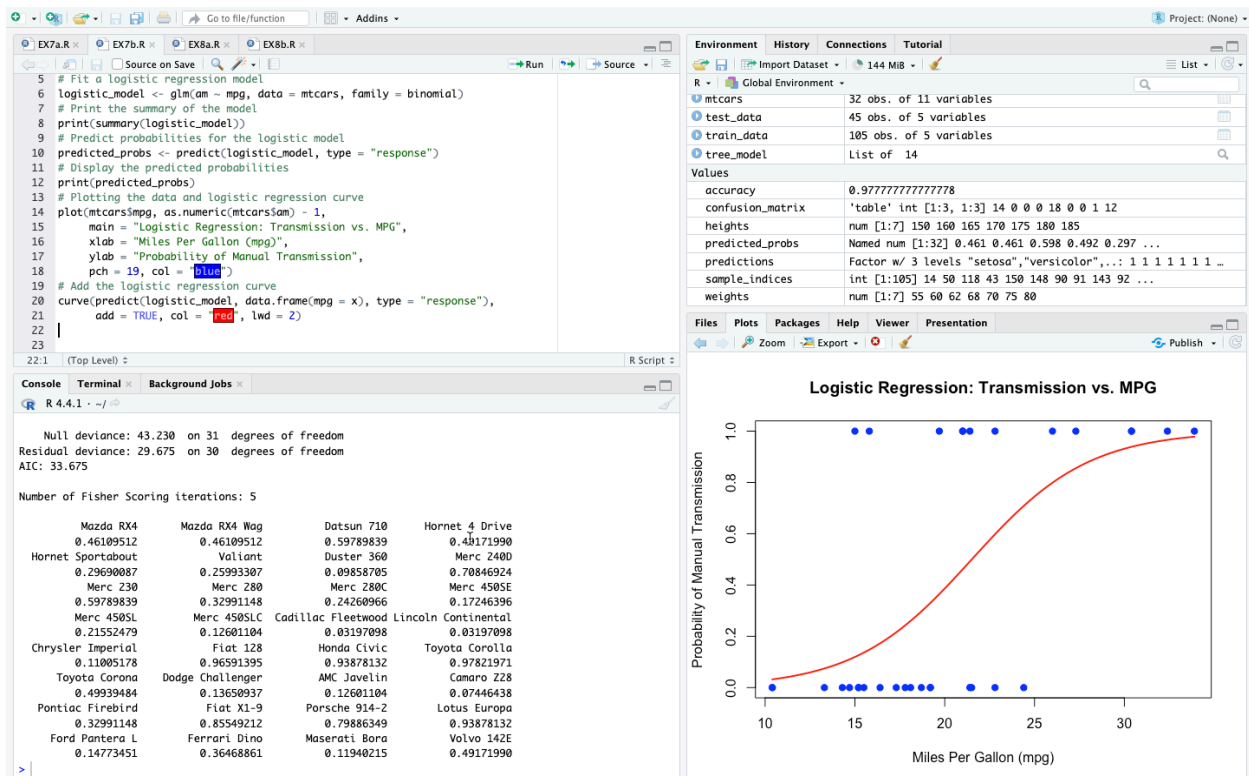 Go to file/function
Addins
Project: (None)
EX7a.R
EX7b.R
EX8a.R
EX8b.R
Source on Save
Run
Source
5 # Fit a logistic regression model
6 logistic_model <- glm(am ~ mpg, data = mtcars, family = binomial)
7 # Print the summary of the model
8 print(summary(logistic_model))
9 # Predict probabilities for the logistic model
10 predicted_probs <- predict(logistic_model, type = "response")
11 # Display the predicted probabilities
12 print(predicted_probs)
13 # Plotting the data and logistic regression curve
14 plot(mtcars$mpg, as.numeric(mtcars$am) - 1,
15 main = "Logistic Regression: Transmission vs. MPG",
16 xlab = "Miles Per Gallon (mpg)",
17 ylab = "Probability of Manual Transmission",
18 pch = 19, col = "blue")
19 # Add the logistic regression curve
20 curve(predict(logistic_model, data.frame(mpg = x), type = "response"),
21 add = TRUE, col = "red", lwd = 2)
22
23
22:1 (Top Level) R Script
Console Terminal Background Jobs
R 4.4.1 · ~/
Null deviance: 43.230 on 31 degrees of freedom
Residual deviance: 29.675 on 30 degrees of freedom
AIC: 33.675
Number of Fisher Scoring iterations: 5
Mazda RX4 Mazda RX4 Wag Datsun 710 Hornet 4 Drive
0.46109512 0.46109512 0.59789839 0.49171990
Hornet Sportabout Valiant Duster 360 Merc 240D
0.29690087 0.25993307 0.09858705 0.70846924
Merc 230 Merc 280 Merc 280C Merc 450SE
0.59789839 0.32991148 0.24260966 0.17246396
Merc 450SL Merc 450SLC Cadillac Fleetwood Lincoln Continental
0.21552479 0.12601104 0.03197098 0.03197098
Chrysler Imperial Fiat 128 Honda Civic Toyota Corolla
0.11005178 0.96591395 0.93878132 0.97821971
Toyota Corona Dodge Challenger AMC Javelin Camaro Z28
0.49939484 0.13650937 0.12601104 0.07446438
Pontiac Firebird Fiat X1-9 Porsche 914-2 Lotus Europa
0.32991148 0.85549212 0.79886349 0.93878132
Ford Pantera L Ferrari Dino Maserati Bora Volvo 142E
0.14773451 0.36468861 0.11940215 0.49171990
>
Environment History Connections Tutorial
Import Dataset 144 MiB List
R Global Environment
mtcars 32 obs. of 11 variables
test_data 45 obs. of 5 variables
train_data 105 obs. of 5 variables
tree_model List of 14
Values
accuracy 0.977777777777778
confusion_matrix 'table' int [1:3, 1:3] 14 0 0 0 18 0 0 1 12
heights num [1:7] 150 160 165 170 175 180 185
predicted_probs Named num [1:32] 0.461 0.461 0.598 0.492 0.297 ...
predictions Factor w/ 3 levels "setosa","versicolor",..: 1 1 1 1 1 1 1 …
sample_indices int [1:105] 14 50 118 43 150 148 90 91 143 92 ...
weights num [1:7] 55 60 62 68 70 75 80
Files Plots Packages Help Viewer Presentation
Zoom Export Publish
Logistic Regression: Transmission vs. MPG
Probability of Manual Transmission
1.0
0.8
0.6
0.4
0.2
0.0
10 15 20 25 30
Miles Per Gallon (mpg)